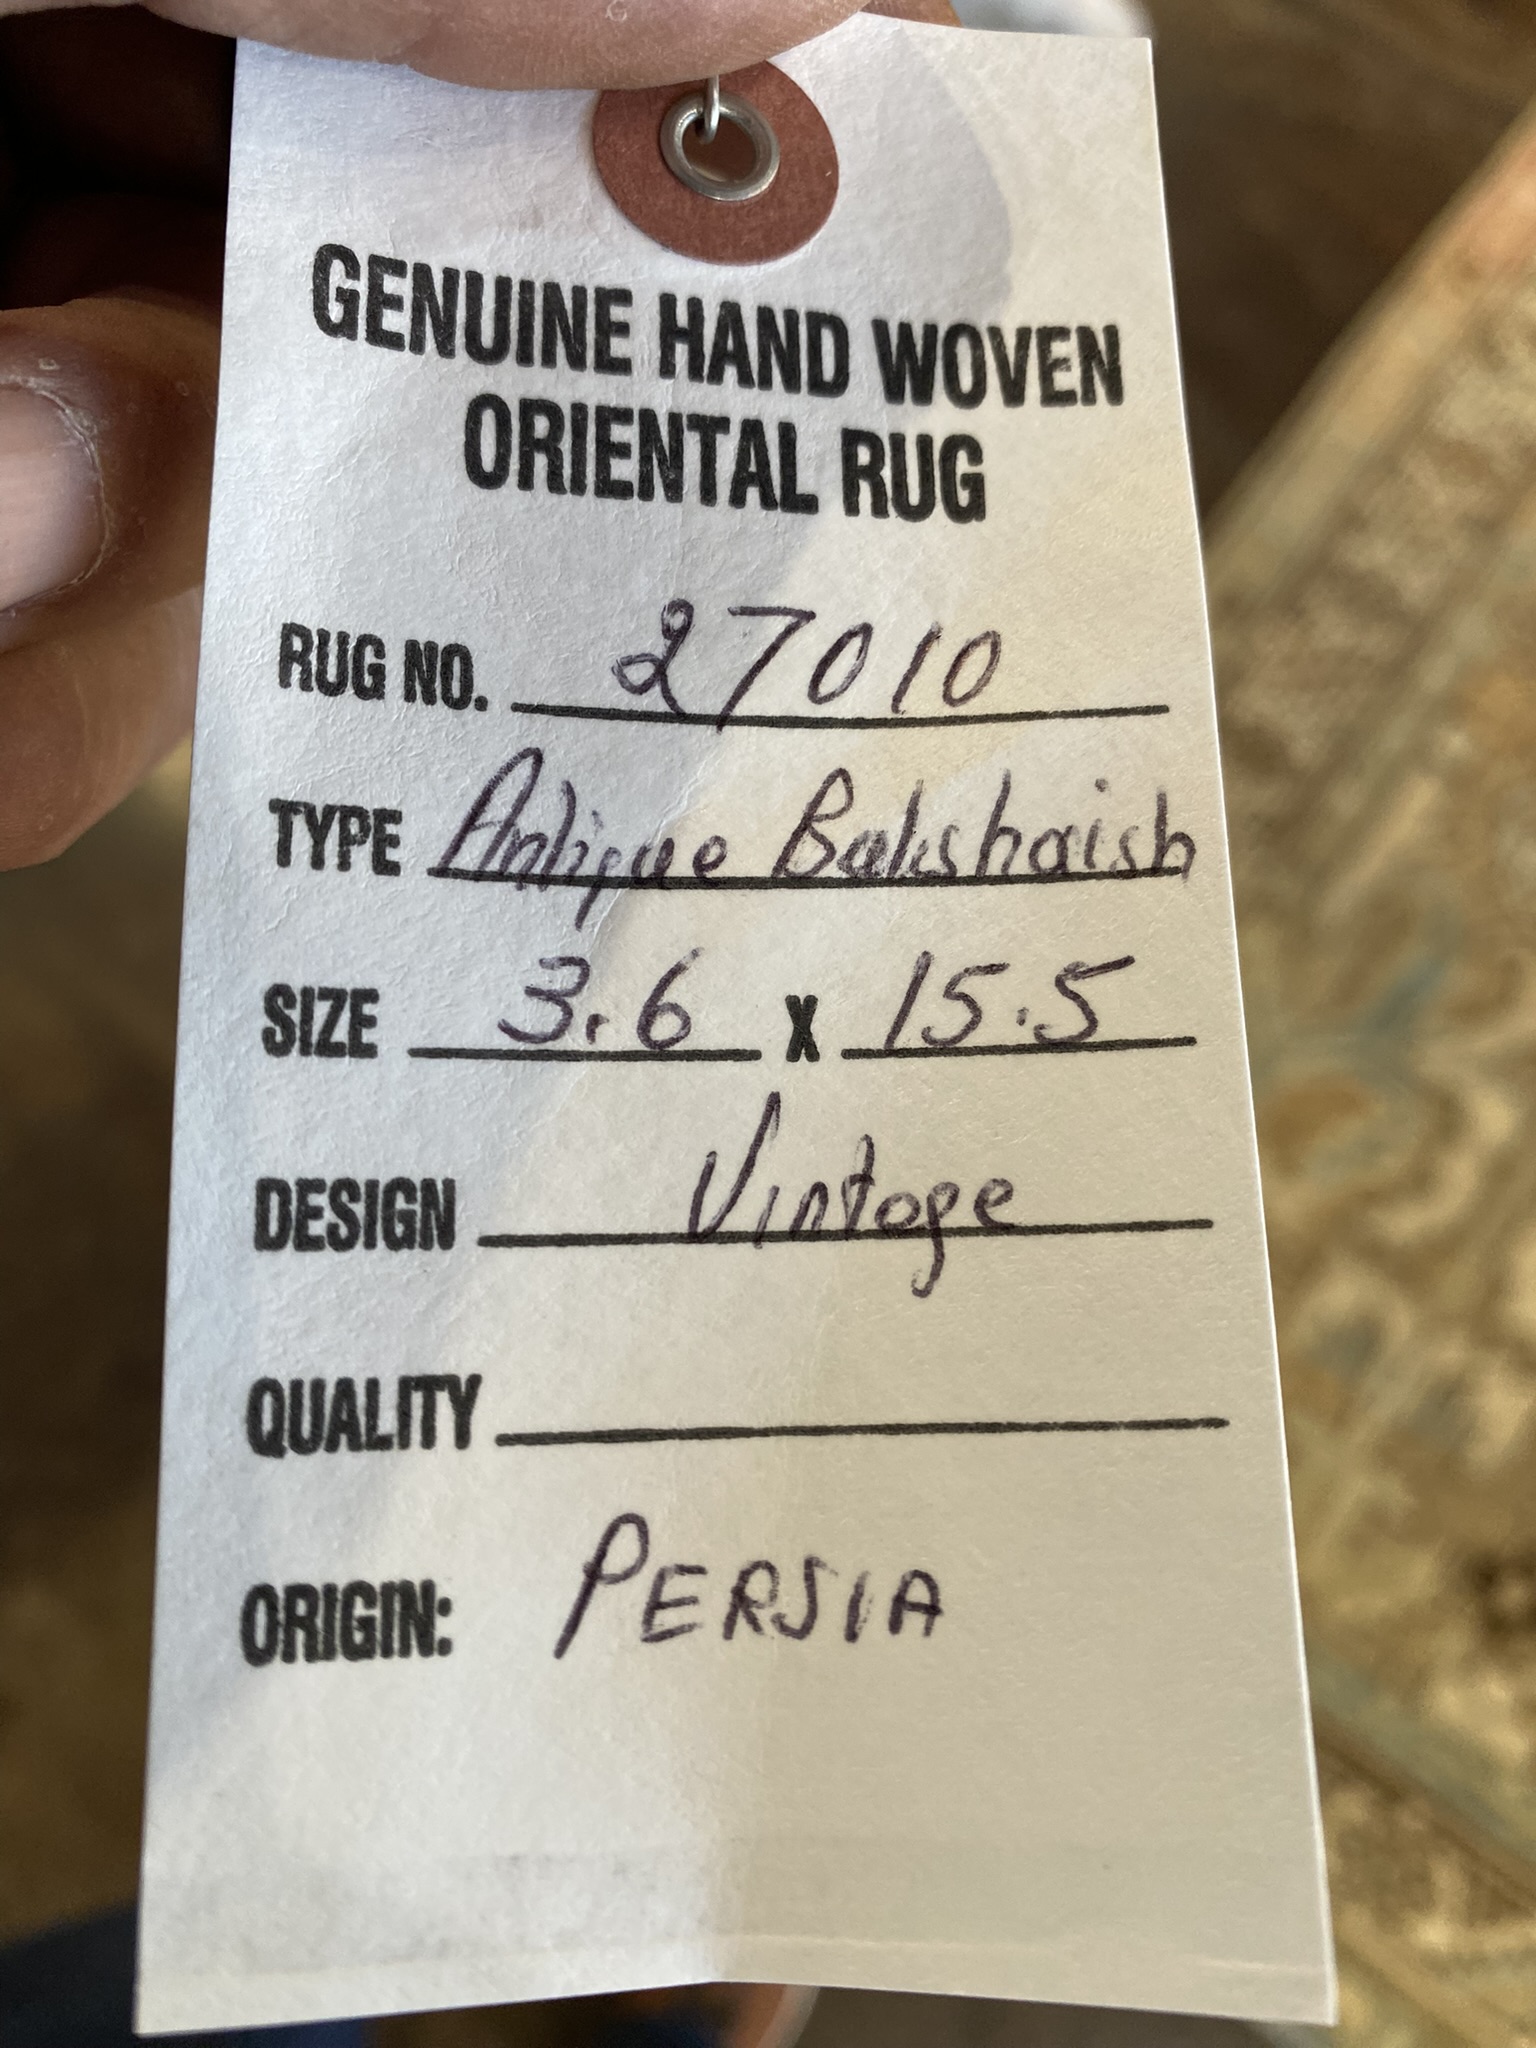 GENUINE HAND WOVEN
ORIENTAL RUG
RUG NO. 27010
TYPE Antique Bakshaish
SIZE 3.6 X 15.5
DESIGN Vintage
QUALITY
ORIGIN: PERSIA